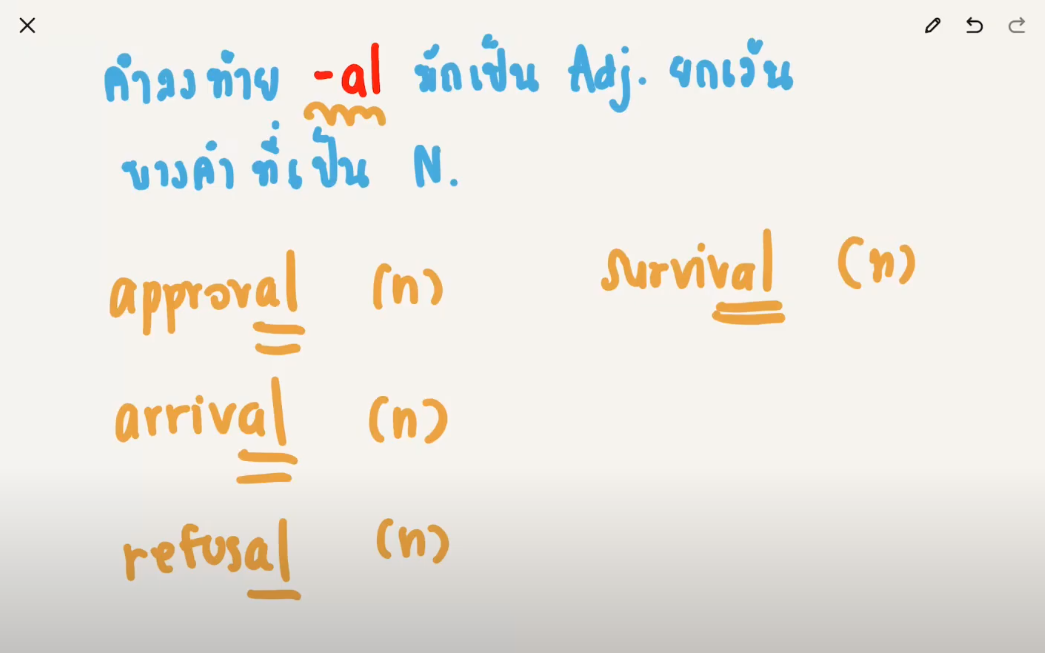 คำลงท้าย -al มักเป็น Adj. ยกเว้น
บางคำ ที่เป็น N.
approval (n)
survival (n)
arrival (n)
refusal (n)